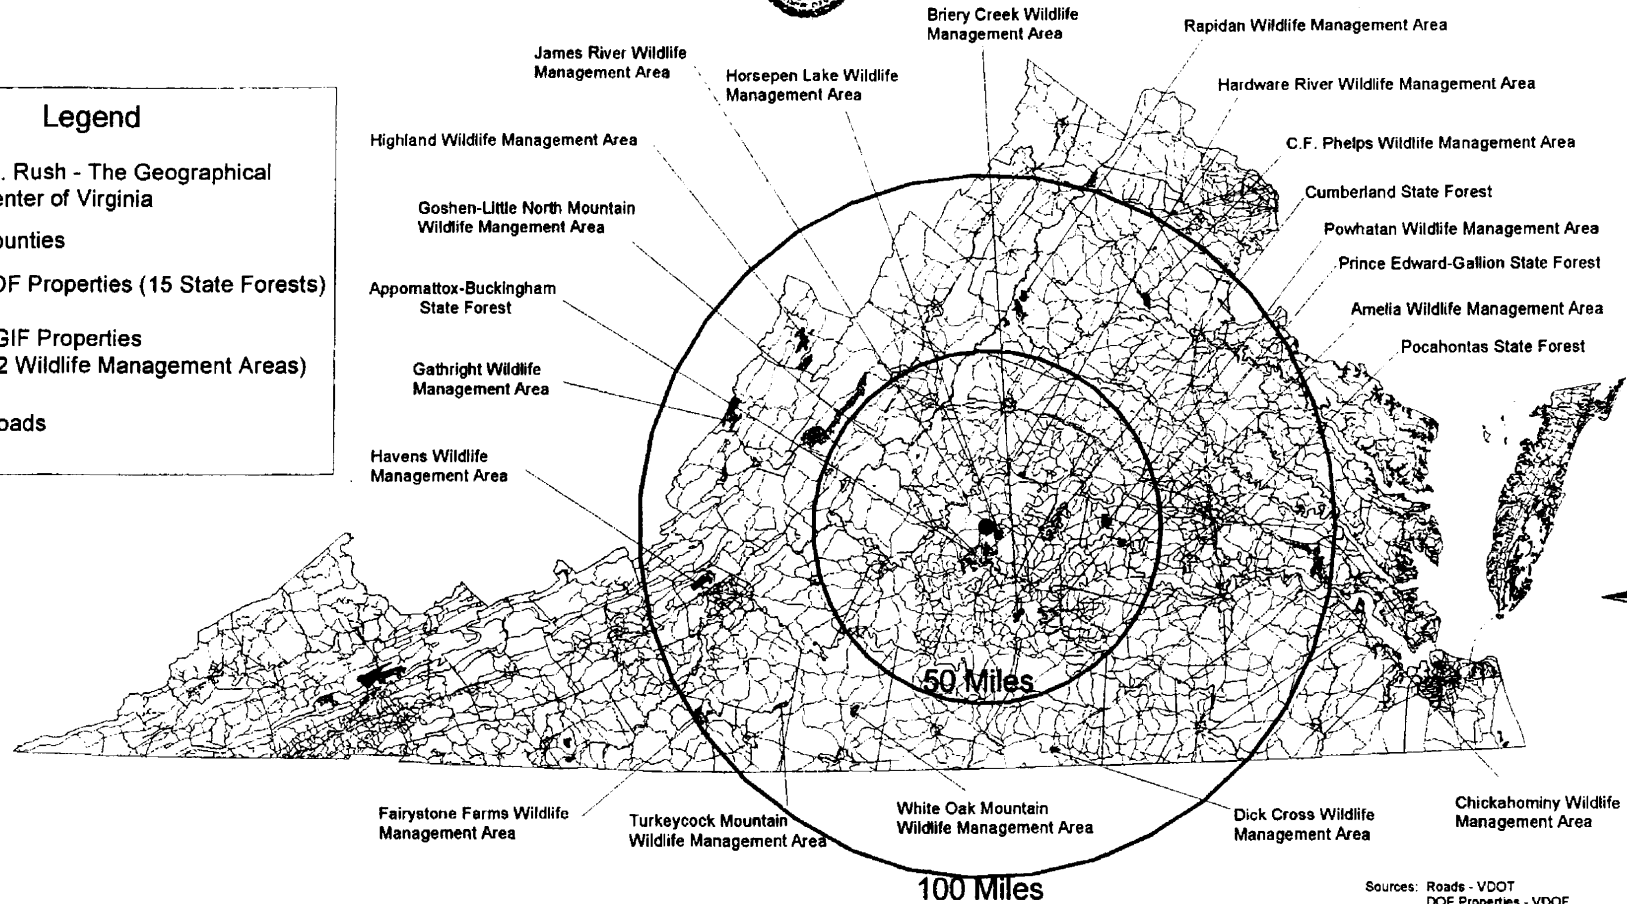 Briery Creek Wildlife
Management Area
Rapidan Wildlife Management Area
James River Wildlife
Management Area
Horsepen Lake Wildlife
Management Area
Hardware River Wildlife Management Area
Legend
. Rush - The Geographical
enter of Virginia
ounties
OF Properties (15 State Forests)
GIF Properties
2 Wildlife Management Areas)
oads
Highland Wildlife Management Area
C.F. Phelps Wildlife Management Area
Cumberland State Forest
Goshen-Little North Mountain
Wildlife Mangement Area
Powhatan Wildlife Management Area
Prince Edward-Gallion State Forest
Appomattox-Buckingham
State Forest
Amelia Wildlife Management Area
Pocahontas State Forest
Gathright Wildlife
Management Area
Havens Wildlife
Management Area
50 Miles
Fairystone Farms Wildlife
Management Area
Turkeycock Mountain
Wildlife Management Area
White Oak Mountain
Wildlife Management Area
Dick Cross Wildlife
Management Area
Chickahominy Wildlife
Management Area
100 Miles
Sources: Roads - VDOT
DOF Properties - VDOF